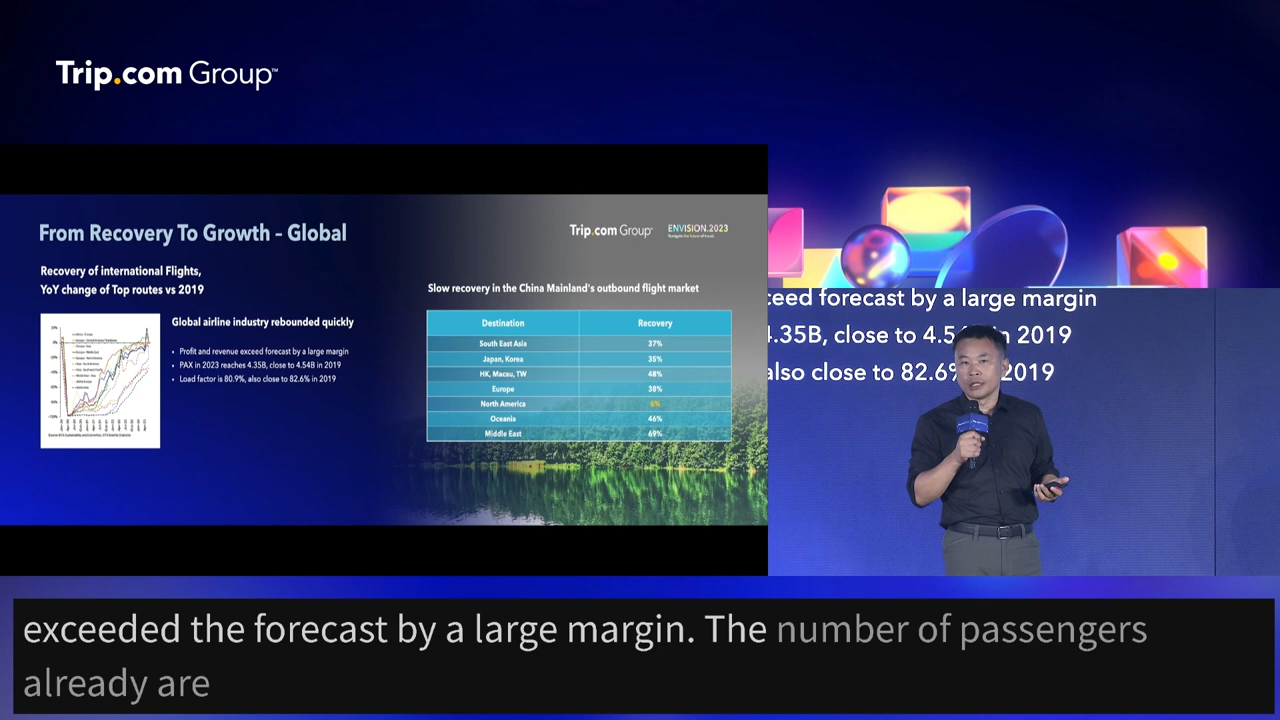 Trip.com Group™
From Recovery To Growth – Global
Trip.com Group
ENVISION.2023
Recovery of international Flights,
YoY change of Top routes vs 2019
Slow recovery in the China Mainland's outbound flight market
Global airline industry rebounded quickly
• Profit and revenue exceed forecast by a large margin
• PAX in 2023 reaches 4.35B, close to 4.54B in 2019
• Load factor is 80.9%, also close to 82.6% in 2019
Destination Recovery
South East Asia 37%
Japan, Korea 35%
HK, Macau, TW 48%
Europe 38%
North America 6%
Oceania 46%
Middle East 69%
ceed forecast by a large margin
4.35B, close to 4.5 in 2019
also close to 82.6% 2019
exceeded the forecast by a large margin. The number of passengers
already are